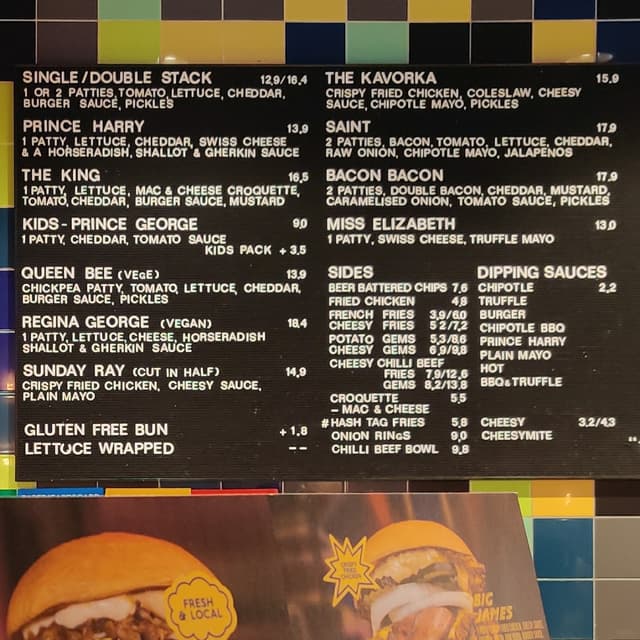 SINGLE/DOUBLE STACK 12,9/16,4
1 OR 2 PATTIES, TOMATO, LETTUCE, CHEDDAR,
BURGER SAUCE, PICKLES
PRINCE HARRY 13,9
1 PATTY, LETTUCE, CHEDDAR, SWISS CHEESE
& A HORSERADISH, SHALLOT & GHERKIN SAUCE
THE KING 16,5
1 PATTY, LETTUCE, MAC & CHEESE CROQUETTE,
TOMATO, CHEDDAR, BURGER SAUCE, MUSTARD
KIDS - PRINCE GEORGE 9,0
1 PATTY, CHEDDAR, TOMATO SAUCE
KIDS PACK + 3,5
QUEEN BEE (VEGE) 13,9
CHICKPEA PATTY, TOMATO, LETTUCE, CHEDDAR,
BURGER SAUCE, PICKLES
REGINA GEORGE (VEGAN) 18,4
1 PATTY, LETTUCE, CHEESE, HORSERADISH
SHALLOT & GHERKIN SAUCE
SUNDAY RAY (CUT IN HALF) 14,9
CRISPY FRIED CHICKEN, CHEESY SAUCE,
PLAIN MAYO
GLUTEN FREE BUN + 1,8
LETTUCE WRAPPED --
THE KAVORKA 15,9
CRISPY FRIED CHICKEN, COLESLAW, CHEESY
SAUCE, CHIPOTLE MAYO, PICKLES
SAINT 17,9
2 PATTIES, BACON, TOMATO, LETTUCE, CHEDDAR,
RAW ONION, CHIPOTLE MAYO, JALAPENOS
BACON BACON 17,9
2 PATTIES, DOUBLE BACON, CHEDDAR, MUSTARD,
CARAMELISED ONION, TOMATO SAUCE, PICKLES
MISS ELIZABETH 13,0
1 PATTY, SWISS CHEESE, TRUFFLE MAYO
SIDES
BEER BATTERED CHIPS 7,6
FRIED CHICKEN 4,8
FRENCH FRIES 3,9/6,0
CHEESY FRIES 5 2/7,2
POTATO GEMS 5,3/8,6
CHEESY GEMS 6,9/9,8
CHEESY CHILLI BEEF
FRIES 7,9/12,6
GEMS 8,2/13,8
CROQUETTE 5,5
- MAC & CHEESE
#HASH TAG FRIES 5,8
ONION RINGS 9,0
CHILLI BEEF BOWL 9,8
DIPPING SAUCES
CHIPOTLE 2,2
TRUFFLE
BURGER
CHIPOTLE BBQ
PRINCE HARRY
PLAIN MAYO
HOT
BBQ & TRUFFLE
CHEESY 3.2/4,3
CHEESYMITE
FRESH
& LOCAL
CRISPY
FRIED
CHICKEN
BIG
JAMES